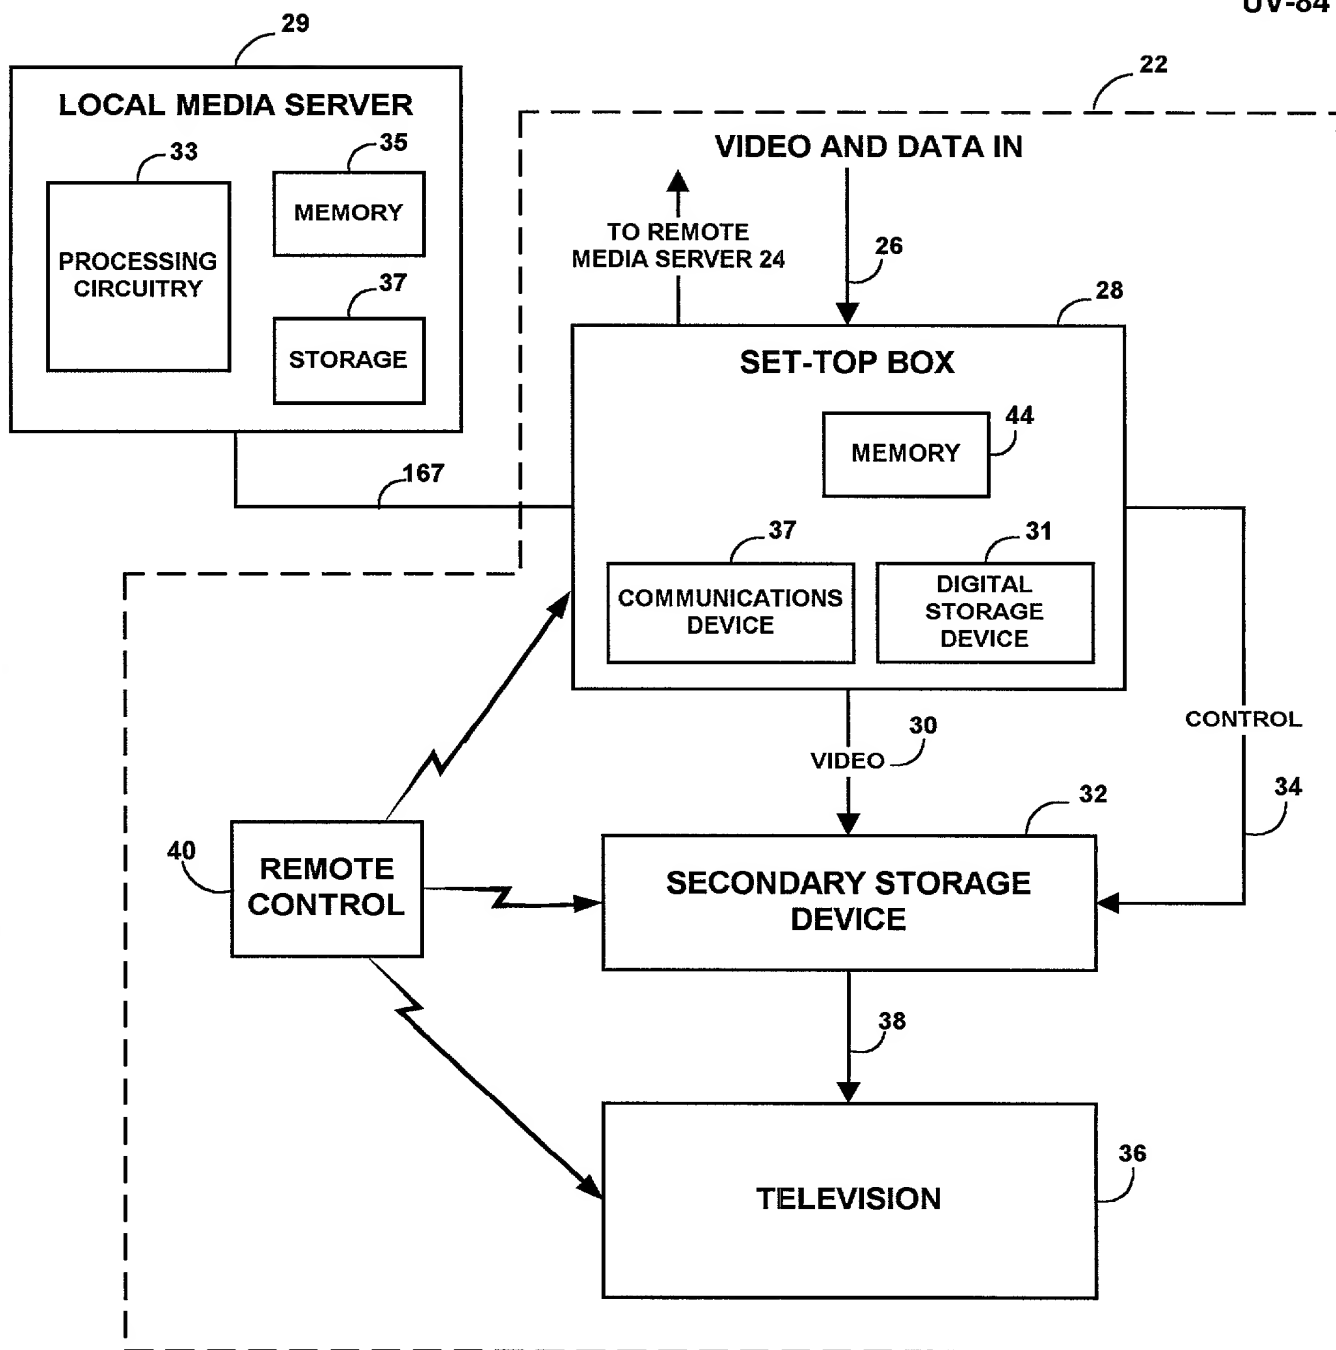 UV-84
29
22
LOCAL MEDIA SERVER
VIDEO AND DATA IN
33
35
MEMORY
PROCESSING
CIRCUITRY
37
STORAGE
TO REMOTE
MEDIA SERVER 24
26
28
SET-TOP BOX
44
MEMORY
167
37
COMMUNICATIONS
DEVICE
31
DIGITAL
STORAGE
DEVICE
CONTROL
30
VIDEO
32
34
40
REMOTE
CONTROL
SECONDARY STORAGE
DEVICE
38
36
TELEVISION